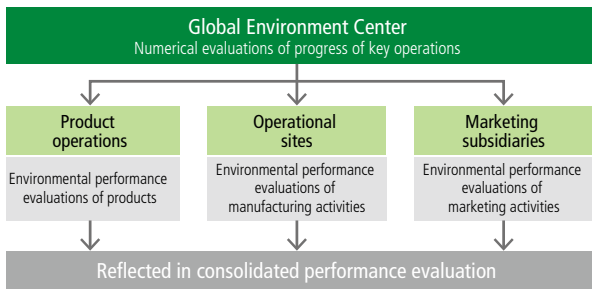 Global Environment Center
Numerical evaluations of progress of key operations
Product
operations
Environmental performance
evaluations of products
Operational
sites
Environmental performance
evaluations of
manufacturing activities
Marketing
subsidiaries
Environmental performance
evaluations of
marketing activities
Reflected in consolidated performance evaluation